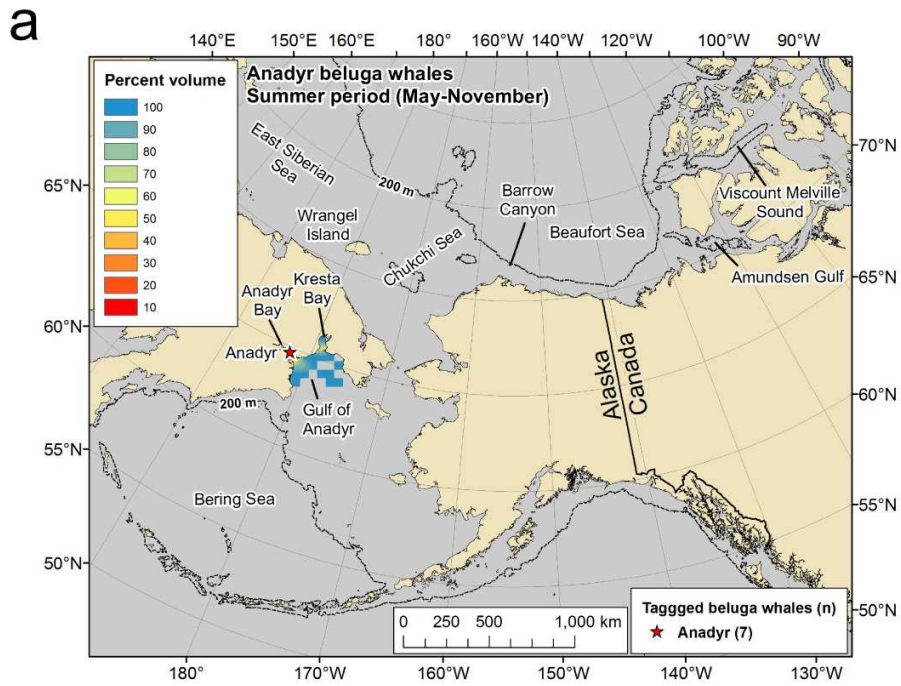 a
140°E 150°E 160°E 180° 160°W 150°W 140°W 120°W 100°W 90°W
Percent volume
100
90
80
70
60
50
40
30
20
10
Anadyr beluga whales
Summer period (May-November)
East Siberian
Sea
200 m
Wrangel
Island
Chukchi Sea
Barrow
Canyon
Beaufort Sea
Viscount Melville
Sound
Amundsen Gulf
Kresta
Bay
Anadyr
Bay
Anadyr
Gulf of
Anadyr
200 m
Bering Sea
Alaska
Canada
65°N
60°N
55°N
50°N
70°N
65°N
60°N
55°N
50°N
0 250 500 1,000 km
Taggged beluga whales (n)
Anadyr (7)
180° 170°W 160°W 150°W 140°W 130°W